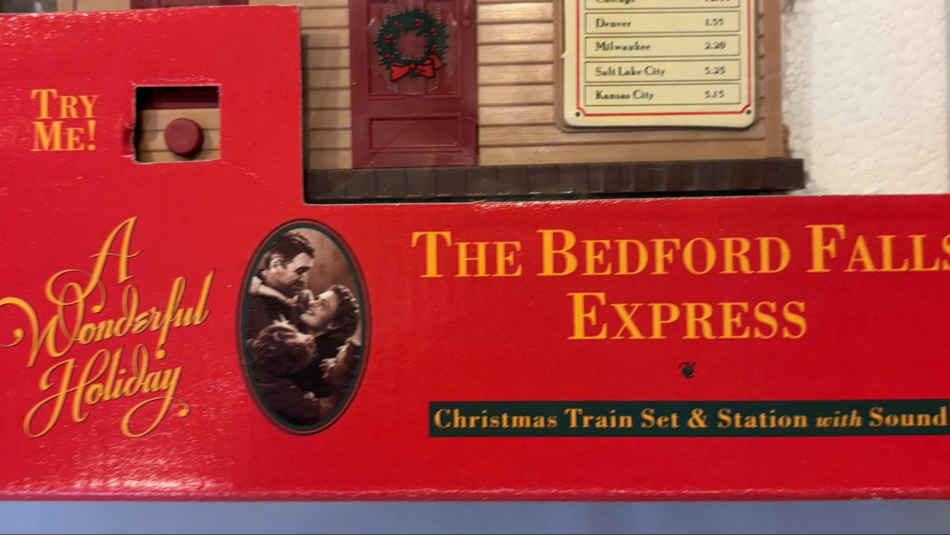 Denver 1.55
Milwaukee 2.20
Salt Lake City 5.25
Kansas City 5.15
TRY
ME!
A
Wonderful
Holiday
THE BEDFORD FALLS
EXPRESS
Christmas Train Set & Station with Sound